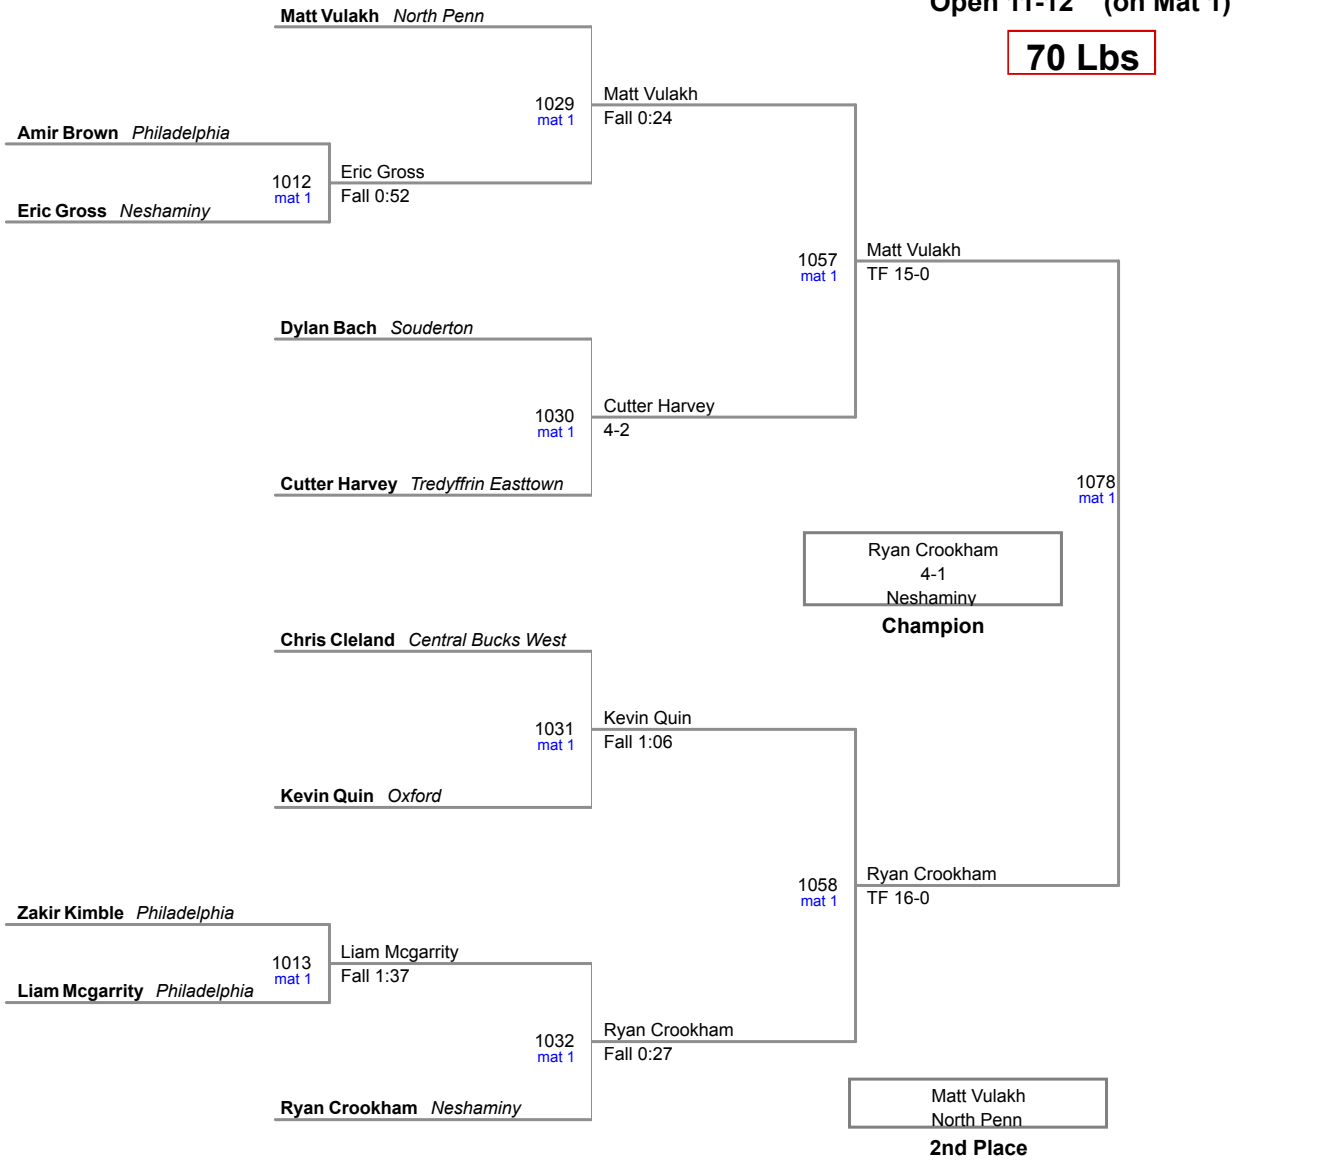 Matt Vulakh North Penn
Open 11-12 (on Mat 1)
70 Lbs
1029
mat 1
Matt Vulakh
Fall 0:24
Amir Brown Philadelphia
1012
mat 1
Eric Gross
Fall 0:52
Eric Gross Neshaminy
1057
mat 1
Matt Vulakh
TF 15-0
Dylan Bach Souderton
1030
mat 1
Cutter Harvey
4-2
Cutter Harvey Tredyffrin Easttown
1078
mat 1
Ryan Crookham
4-1
Neshaminy
Champion
Chris Cleland Central Bucks West
1031
mat 1
Kevin Quin
Fall 1:06
Kevin Quin Oxford
1058
mat 1
Ryan Crookham
TF 16-0
Zakir Kimble Philadelphia
1013
mat 1
Liam Mcgarrity
Fall 1:37
Liam Mcgarrity Philadelphia
1032
mat 1
Ryan Crookham
Fall 0:27
Ryan Crookham Neshaminy
Matt Vulakh
North Penn
2nd Place